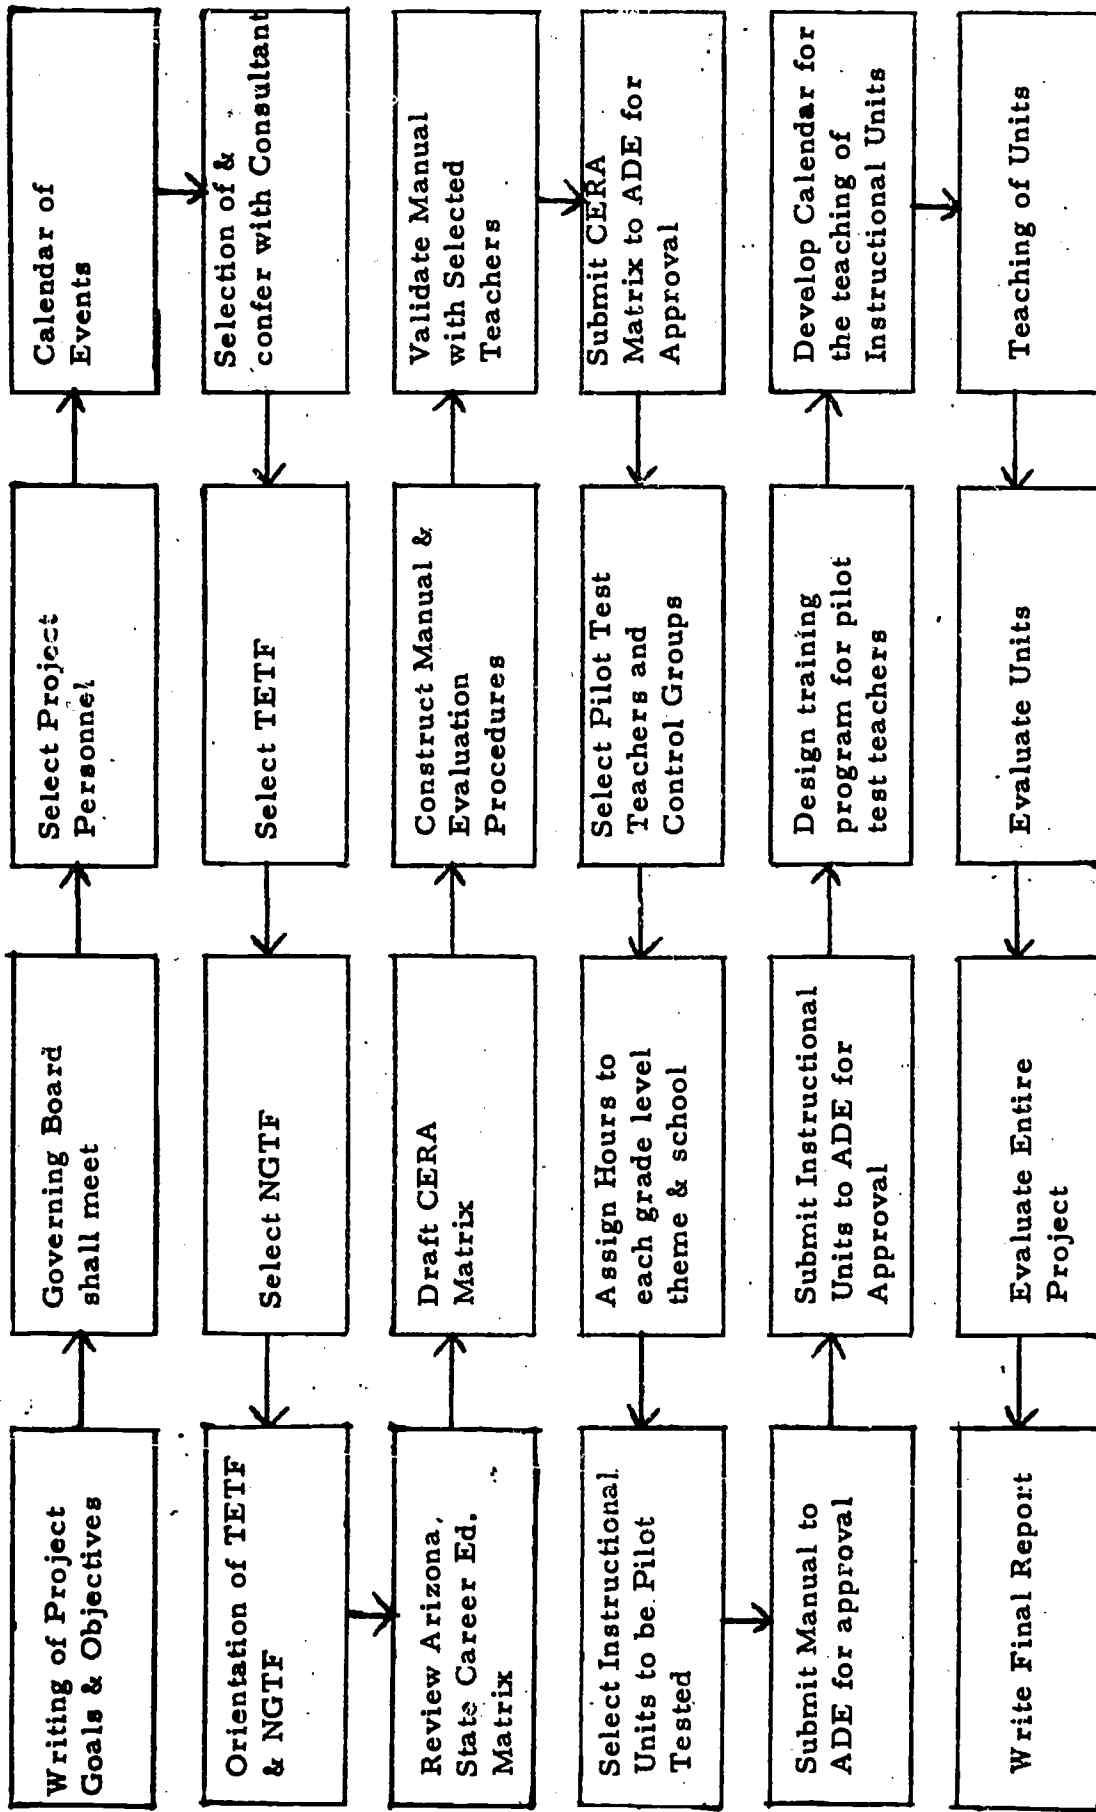 Writing of Project
Goals & Objectives
Governing Board
shall meet
Select Project
Personnel
Calendar of
Events
Selection of &
confer with Consultant
Select TETF
Select NGTF
Orientation of TETF
& NGTF
Review Arizona,
State Career Ed.
Matrix
Draft CERA
Matrix
Construct Manual &
Evaluation
Procedures
Validate Manual
with Selected
Teachers
Submit CERA
Matrix to ADE for
Approval
Select Pilot Test
Teachers and
Control Groups
Assign Hours to
each grade level
theme & school
Select Instructional
Units to be Pilot
Tested
Submit Manual to
ADE for approval
Submit Instructional
Units to ADE for
Approval
Design training
program for pilot
test teachers
Develop Calendar for
the teaching of
Instructional Units
Teaching of Units
Evaluate Units
Evaluate Entire
Project
Write Final Report